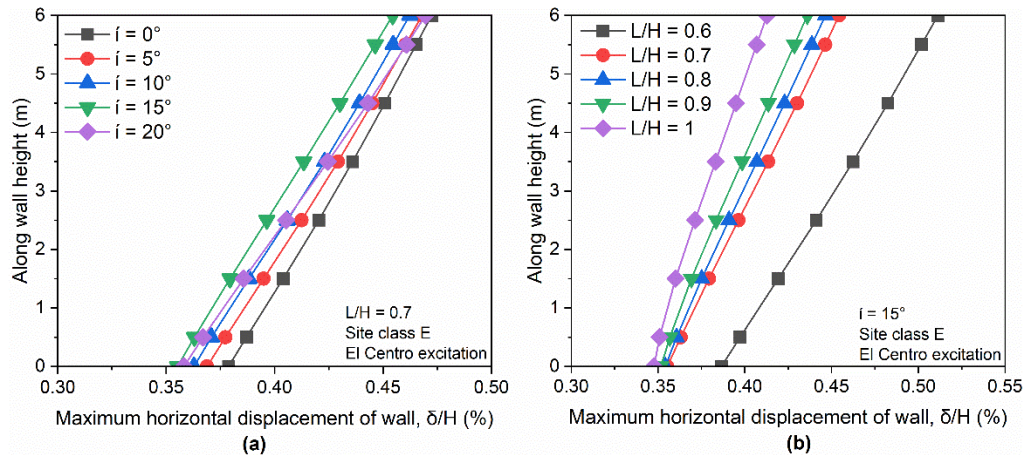 6
5
4
3
2
1
0
Along wall height (m)
í = 0°
í = 5°
í = 10°
í = 15°
í = 20°
L/H = 0.7
Site class E
El Centro excitation
0.30 0.35 0.40 0.45 0.50
Maximum horizontal displacement of wall, δ/H (%)
(a)
6
5
4
3
2
1
0
Along wall height (m)
L/H = 0.6
L/H = 0.7
L/H = 0.8
L/H = 0.9
L/H = 1
í = 15°
Site class E
El Centro excitation
0.30 0.35 0.40 0.45 0.50 0.55
Maximum horizontal displacement of wall, δ/H (%)
(b)